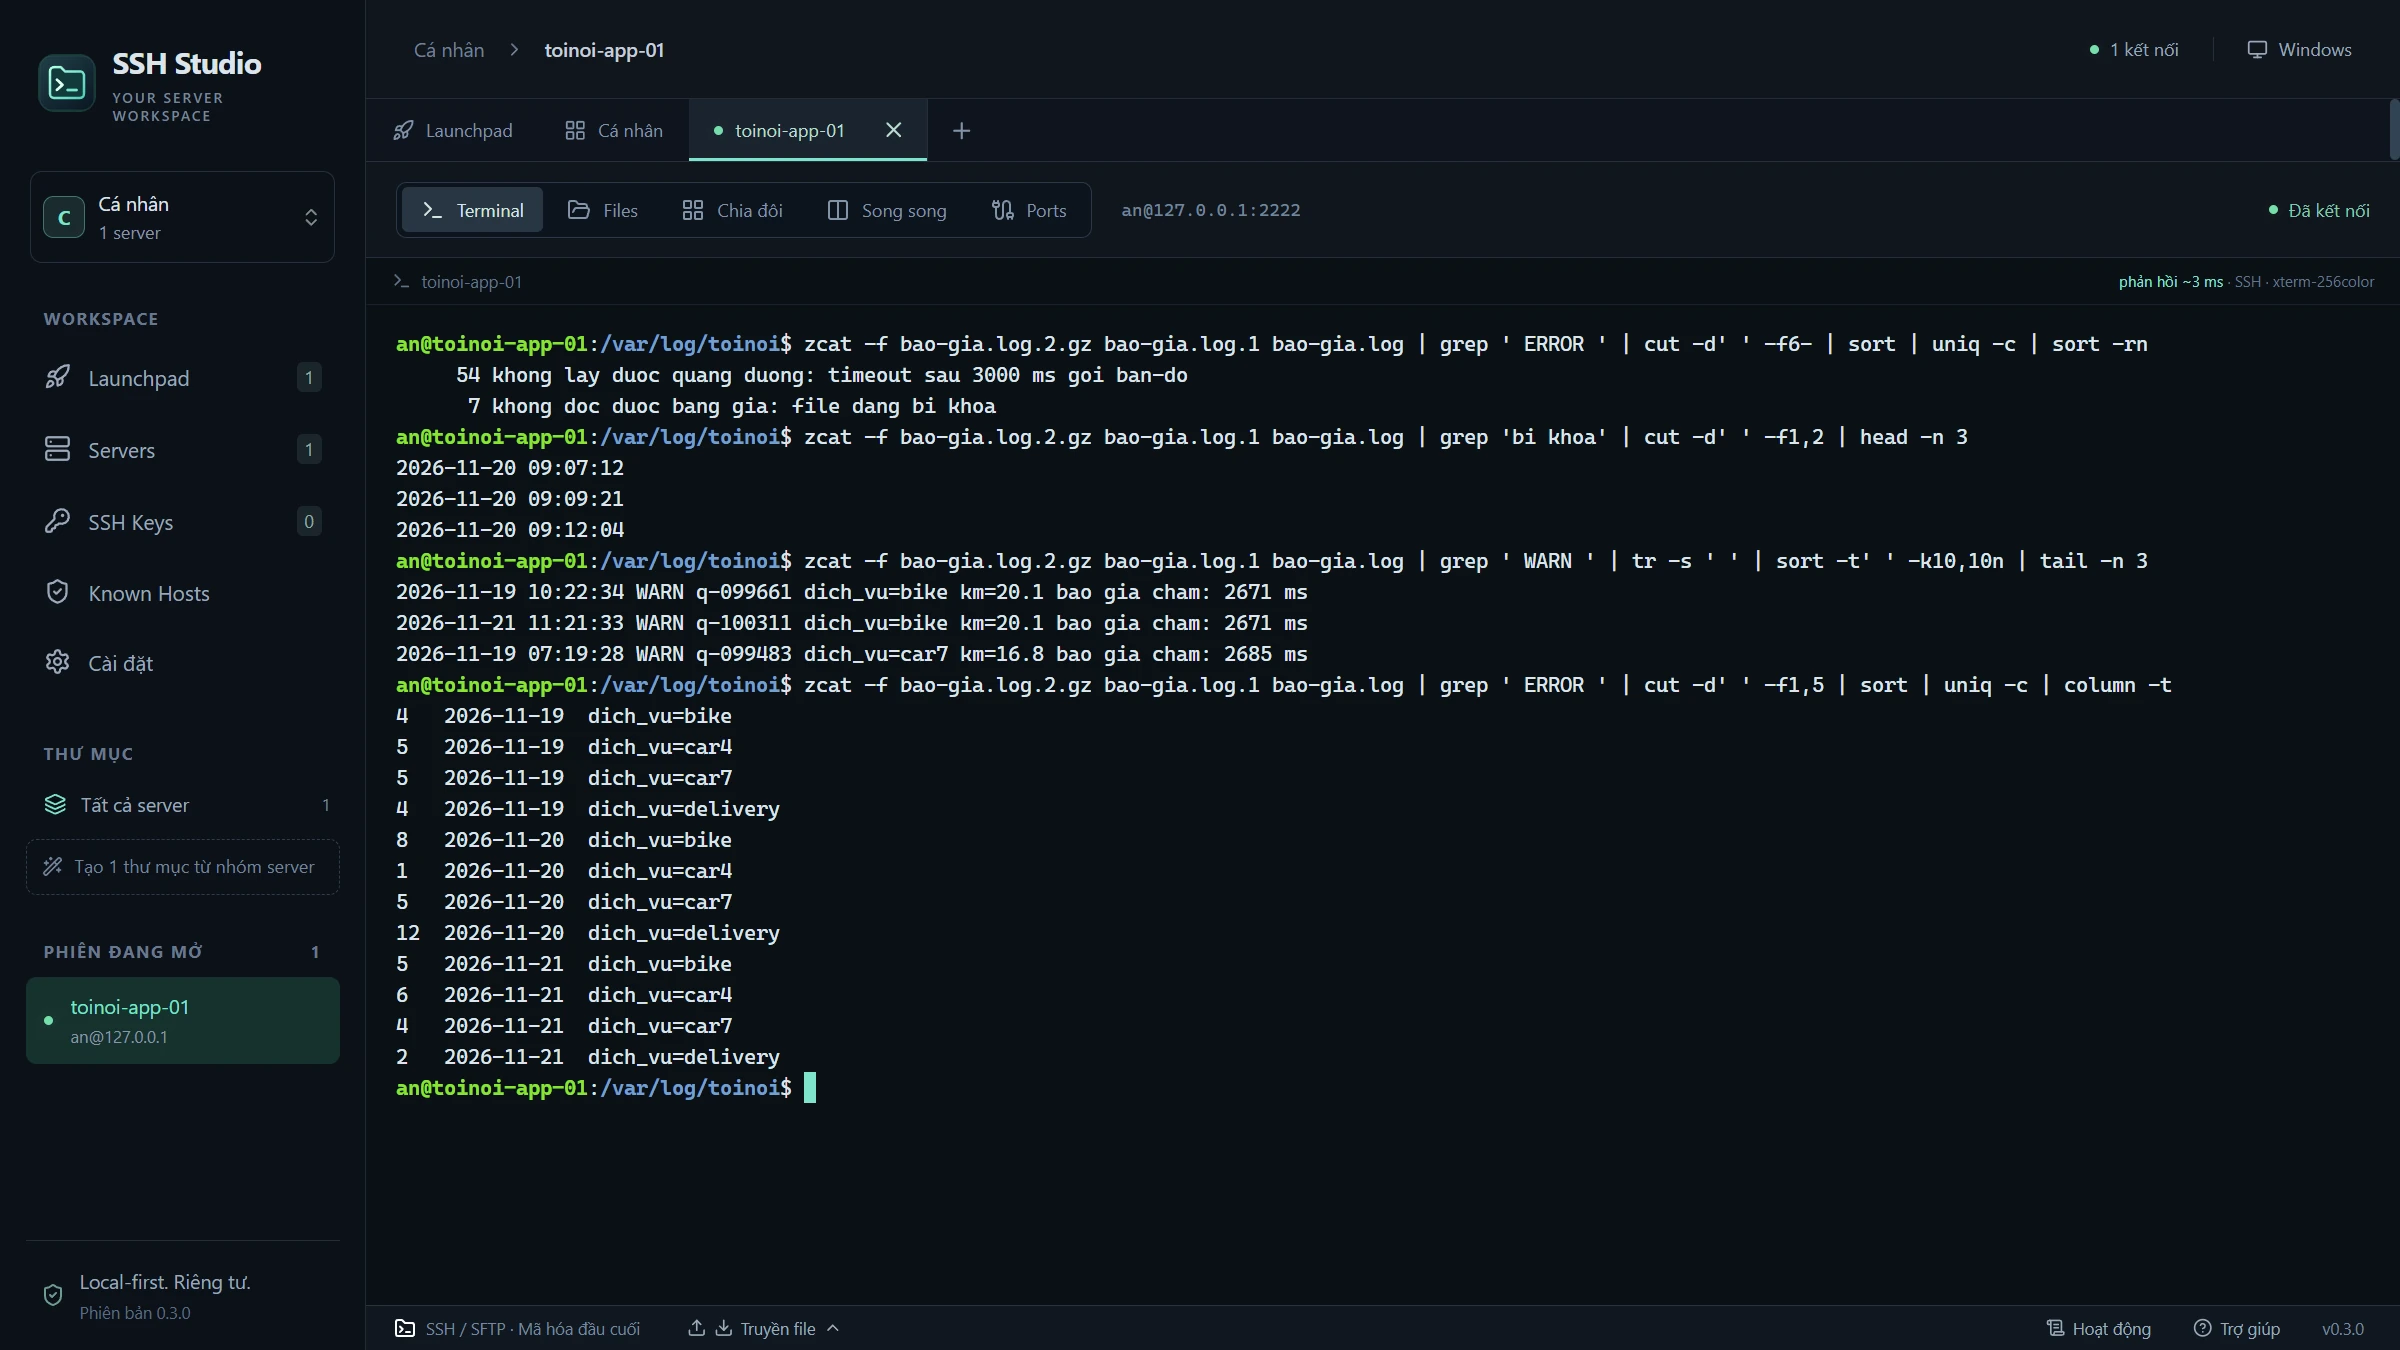 SSH Studio
YOUR SERVER
WORKSPACE
C
Cá nhân
1 server
WORKSPACE
Launchpad 1
Servers 1
SSH Keys 0
Known Hosts
Cài đặt
THƯ MỤC
Tất cả server 1
Tạo 1 thư mục từ nhóm server
PHIÊN ĐANG MỞ 1
toinoi-app-01
an@127.0.0.1
Local-first. Riêng tư.
Phiên bản 0.3.0
Cá nhân > toinoi-app-01
1 kết nối
Windows
Launchpad
Cá nhân
toinoi-app-01
Terminal
Files
Chia đôi
Song song
Ports
an@127.0.0.1:2222
Đã kết nối
toinoi-app-01
phản hồi ~3 ms · SSH · xterm-256color
an@toinoi-app-01:/var/log/toinoi$ zcat -f bao-gia.log.2.gz bao-gia.log.1 bao-gia.log | grep ' ERROR ' | cut -d' ' -f6- | sort | uniq -c | sort -rn
54 khong lay duoc quang duong: timeout sau 3000 ms goi ban-do
7 khong doc duoc bang gia: file dang bi khoa
an@toinoi-app-01:/var/log/toinoi$ zcat -f bao-gia.log.2.gz bao-gia.log.1 bao-gia.log | grep 'bi khoa' | cut -d' ' -f1,2 | head -n 3
2026-11-20 09:07:12
2026-11-20 09:09:21
2026-11-20 09:12:04
an@toinoi-app-01:/var/log/toinoi$ zcat -f bao-gia.log.2.gz bao-gia.log.1 bao-gia.log | grep ' WARN ' | tr -s ' ' | sort -t' ' -k10,10n | tail -n 3
2026-11-19 10:22:34 WARN q-099661 dich_vu=bike km=20.1 bao gia cham: 2671 ms
2026-11-21 11:21:33 WARN q-100311 dich_vu=bike km=20.1 bao gia cham: 2671 ms
2026-11-19 07:19:28 WARN q-099483 dich_vu=car7 km=16.8 bao gia cham: 2685 ms
an@toinoi-app-01:/var/log/toinoi$ zcat -f bao-gia.log.2.gz bao-gia.log.1 bao-gia.log | grep ' ERROR ' | cut -d' ' -f1,5 | sort | uniq -c | column -t
4 2026-11-19 dich_vu=bike
5 2026-11-19 dich_vu=car4
5 2026-11-19 dich_vu=car7
4 2026-11-19 dich_vu=delivery
8 2026-11-20 dich_vu=bike
1 2026-11-20 dich_vu=car4
5 2026-11-20 dich_vu=car7
12 2026-11-20 dich_vu=delivery
5 2026-11-21 dich_vu=bike
6 2026-11-21 dich_vu=car4
4 2026-11-21 dich_vu=car7
2 2026-11-21 dich_vu=delivery
an@toinoi-app-01:/var/log/toinoi$
SSH / SFTP · Mã hóa đầu cuối
Truyền file
Hoạt động
Trợ giúp
v0.3.0